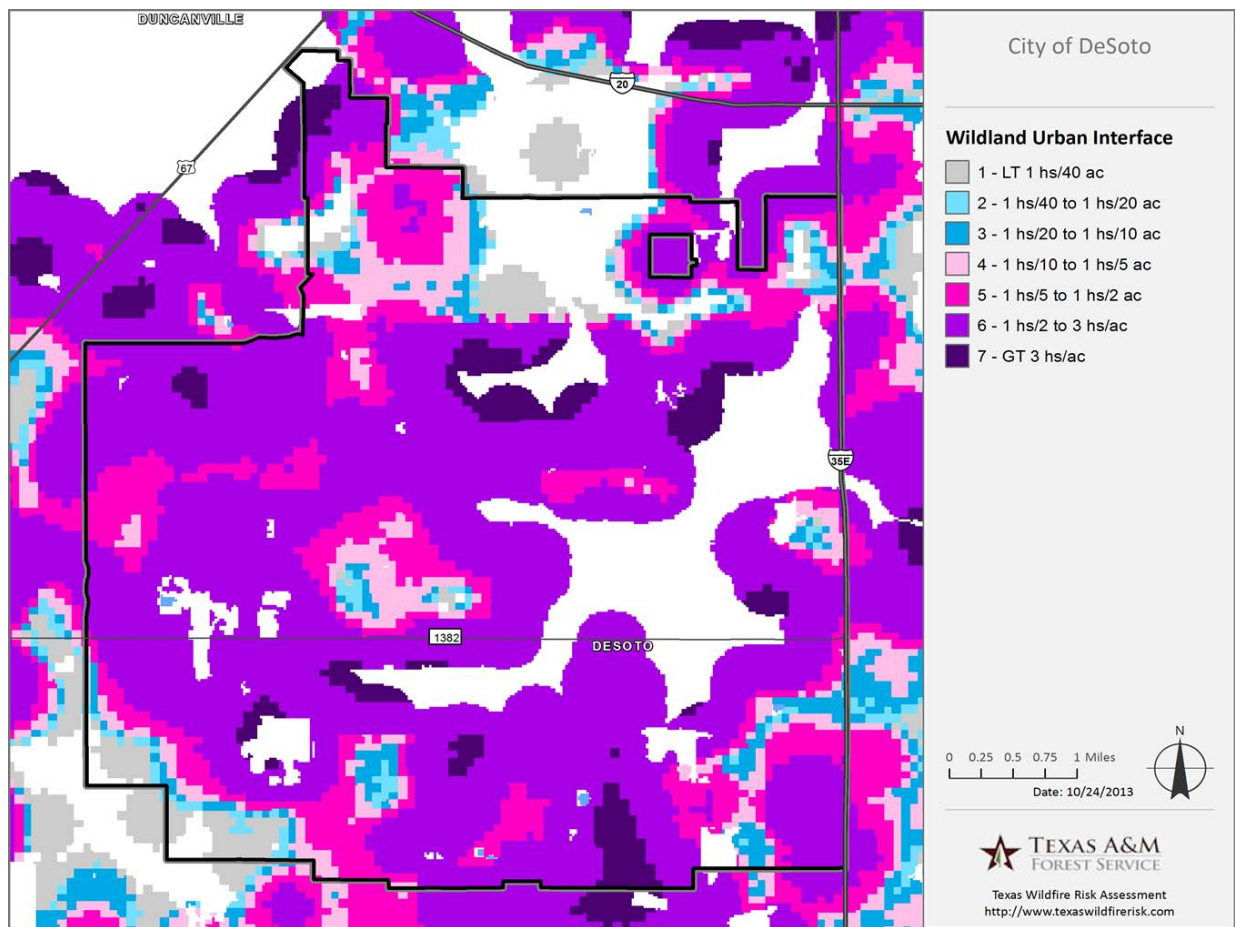 DUNCANVILLE
20
67
35E
1382
DESOTO
City of DeSoto
Wildland Urban Interface
1 - LT 1 hs/40 ac
2 - 1 hs/40 to 1 hs/20 ac
3 - 1 hs/20 to 1 hs/10 ac
4 - 1 hs/10 to 1 hs/5 ac
5 - 1 hs/5 to 1 hs/2 ac
6 - 1 hs/2 to 3 hs/ac
7 - GT 3 hs/ac
N
0 0.25 0.5 0.75 1 Miles
Date: 10/24/2013
TEXAS A&M
FOREST SERVICE
Texas Wildfire Risk Assessment
http://www.texaswildfirerisk.com